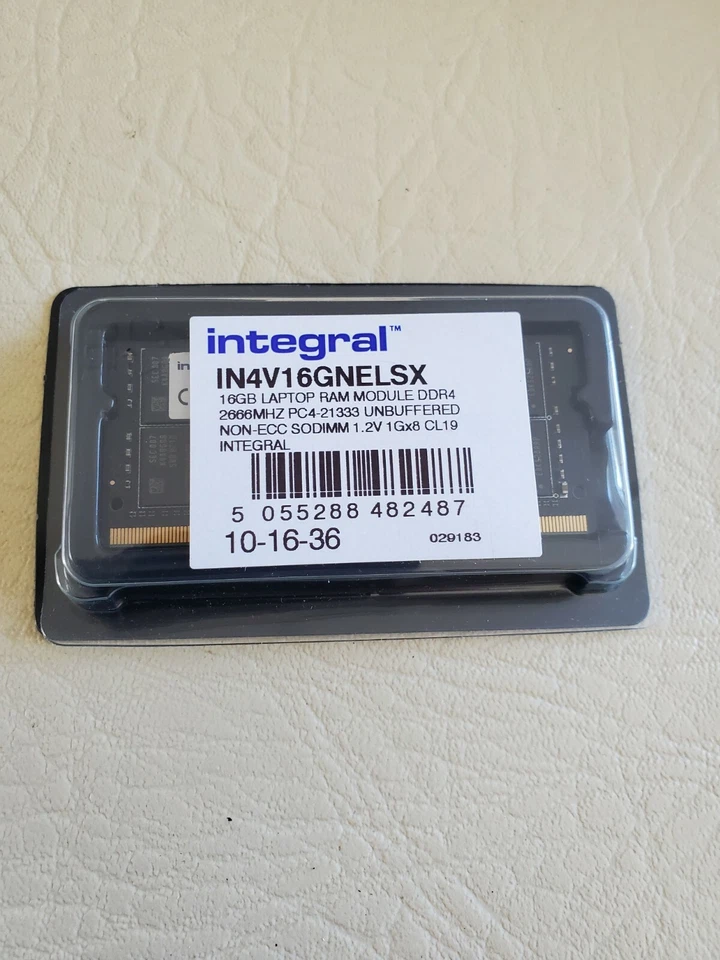 integral™
IN4V16GNELSX
16GB LAPTOP RAM MODULE DDR4
2666MHZ PC4-21333 UNBUFFERED
NON-ECC SODIMM 1.2V 1Gx8 CL19
INTEGRAL
5 055288 482487
10-16-36 029183
in